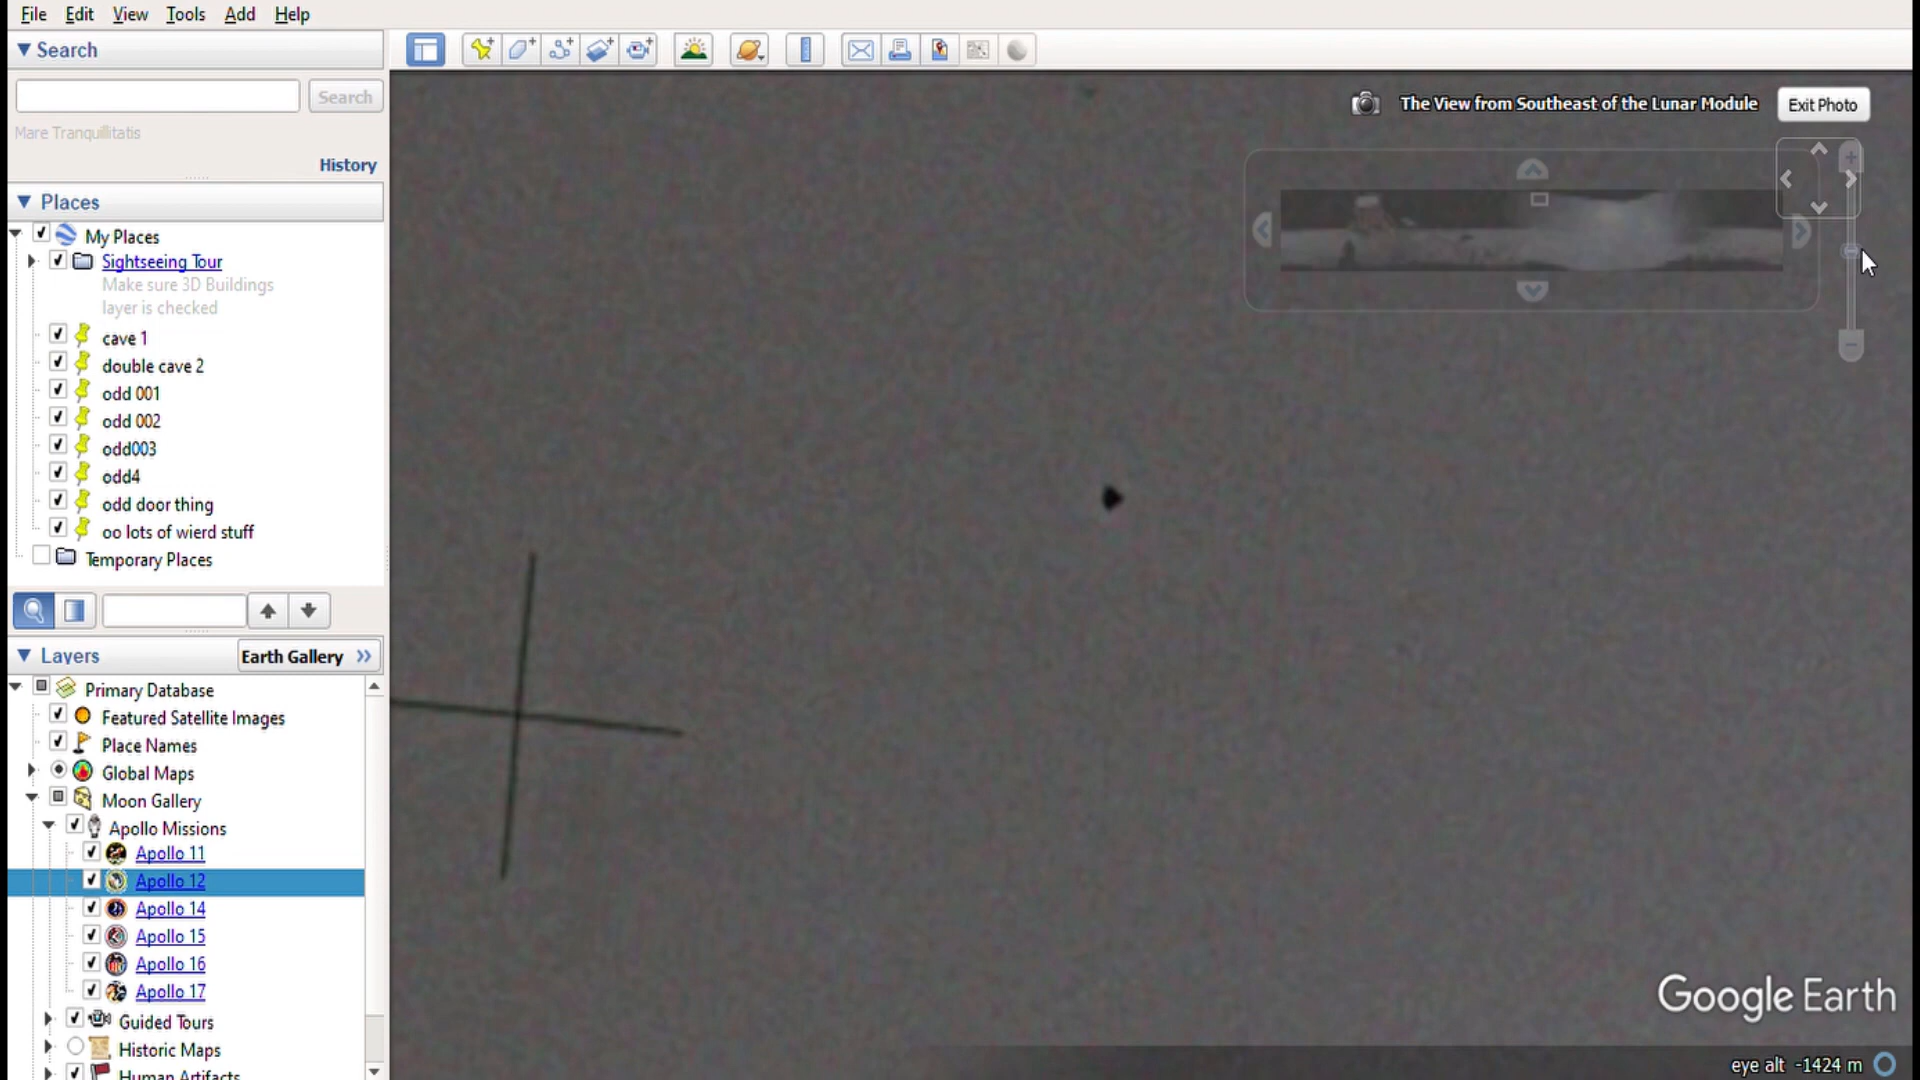 File Edit View Tools Add Help
Search
Search
Mare Tranquillitatis
History
Places
My Places
Sightseeing Tour
Make sure 3D Buildings
layer is checked
cave 1
double cave 2
odd 001
odd 002
odd003
odd4
odd door thing
oo lots of wierd stuff
Temporary Places
Layers
Earth Gallery »
Primary Database
Featured Satellite Images
Place Names
Global Maps
Moon Gallery
Apollo Missions
Apollo 11
Apollo 12
Apollo 14
Apollo 15
Apollo 16
Apollo 17
Guided Tours
Historic Maps
Human Artifacts
The View from Southeast of the Lunar Module
Exit Photo
Google Earth
eye alt -1424 m